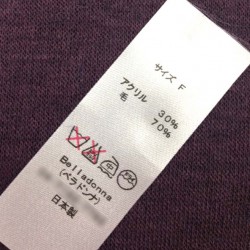 サイズ F
アクリル 30%
毛 70%
Belladonna
(ベラドンナ)
日本製